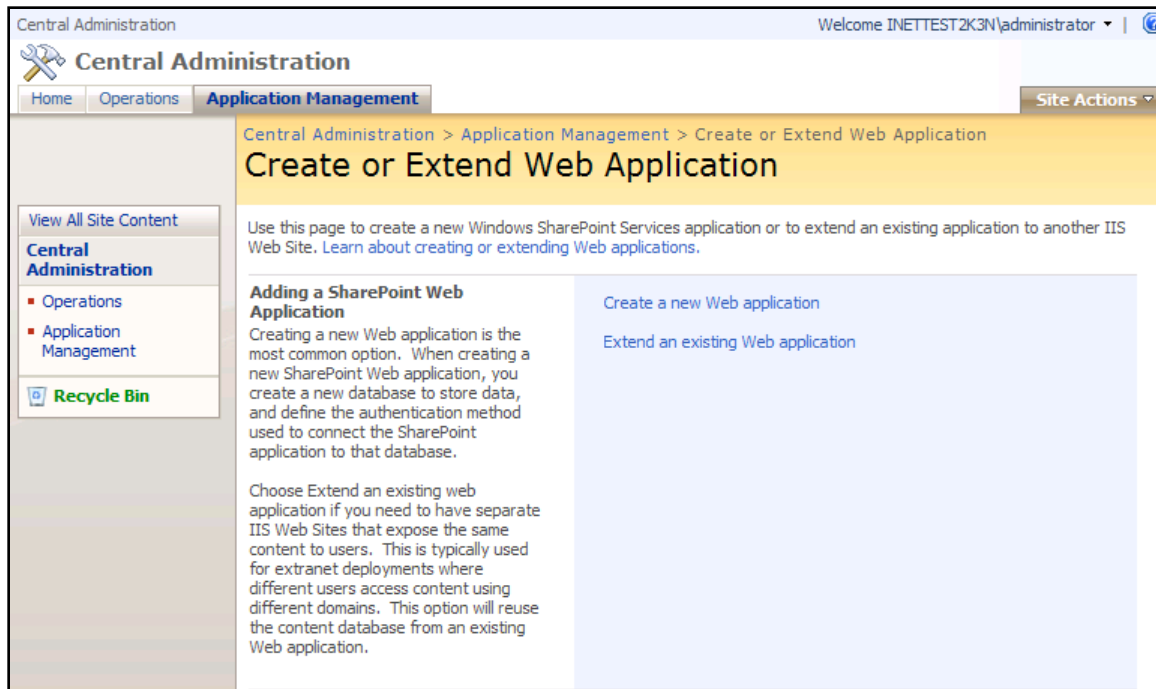 Central Administration
Welcome INETTEST2K3N\administrator |
Central Administration
Home Operations Application Management
Site Actions
Central Administration > Application Management > Create or Extend Web Application
Create or Extend Web Application
View All Site Content
Central
Administration
Operations
Application
Management
Recycle Bin
Use this page to create a new Windows SharePoint Services application or to extend an existing application to another IIS
Web Site. Learn about creating or extending Web applications.
Adding a SharePoint Web
Application
Creating a new Web application is the
most common option. When creating a
new SharePoint Web application, you
create a new database to store data,
and define the authentication method
used to connect the SharePoint
application to that database.
Choose Extend an existing web
application if you need to have separate
IIS Web Sites that expose the same
content to users. This is typically used
for extranet deployments where
different users access content using
different domains. This option will reuse
the content database from an existing
Web application.
Create a new Web application
Extend an existing Web application